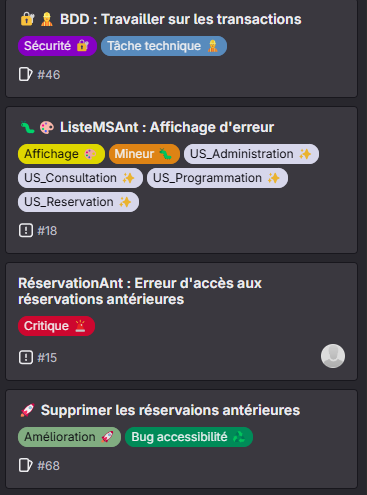 🔐 👷 BDD : Travailler sur les transactions
Sécurité 🔐 Tâche technique 👷
#46
🐛 🎨 ListeMSAnt : Affichage d'erreur
Affichage 🎨 Mineur 🐛 US_Administration ✨
US_Consultation ✨ US_Programmation ✨
US_Reservation ✨
#18
RéservationAnt : Erreur d'accès aux
réservations antérieures
Critique 🚨
#15
🚀 Supprimer les réservaions antérieures
Amélioration 🚀 Bug accessibilité ♻️
#68